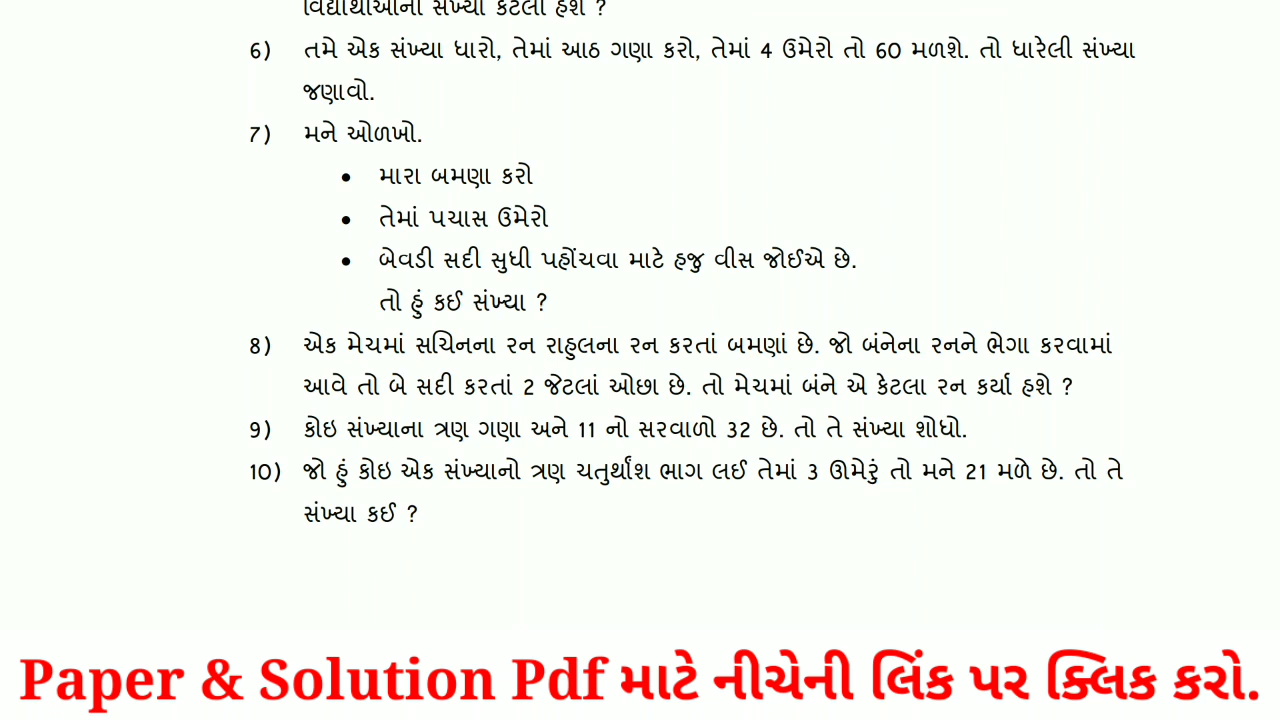 વિદ્યાર્થીઓની સંખ્યા કેટલી હશે ?
6) તમે એક સંખ્યા ધારો, તેમાં આઠ ગણા કરો, તેમાં 4 ઉમેરો તો 60 મળશે. તો ધારેલી સંખ્યા
જણાવો.
7) મને ઓળખો.
• મારા બમણા કરો
• તેમાં પચાસ ઉમેરો
• બેવડી સદી સુધી પહોંચવા માટે હજુ વીસ જોઈએ છે.
તો હું કઈ સંખ્યા ?
8) એક મેચમાં સચિનના રન રાહુલના રન કરતાં બમણાં છે. જો બંનેના રનને ભેગા કરવામાં
આવે તો બે સદી કરતાં 2 જેટલાં ઓછા છે. તો મેચમાં બંને એ કેટલા રન કર્યા હશે ?
9) કોઇ સંખ્યાના ત્રણ ગણા અને 11 નો સરવાળો 32 છે. તો તે સંખ્યા શોધો.
10) જો હું કોઇ એક સંખ્યાનો ત્રણ ચતુર્થાંશ ભાગ લઈ તેમાં 3 ઊમેરું તો મને 21 મળે છે. તો તે
સંખ્યા કઈ ?
Paper & Solution Pdf માટે નીચેની લિંક પર ક્લિક કરો.